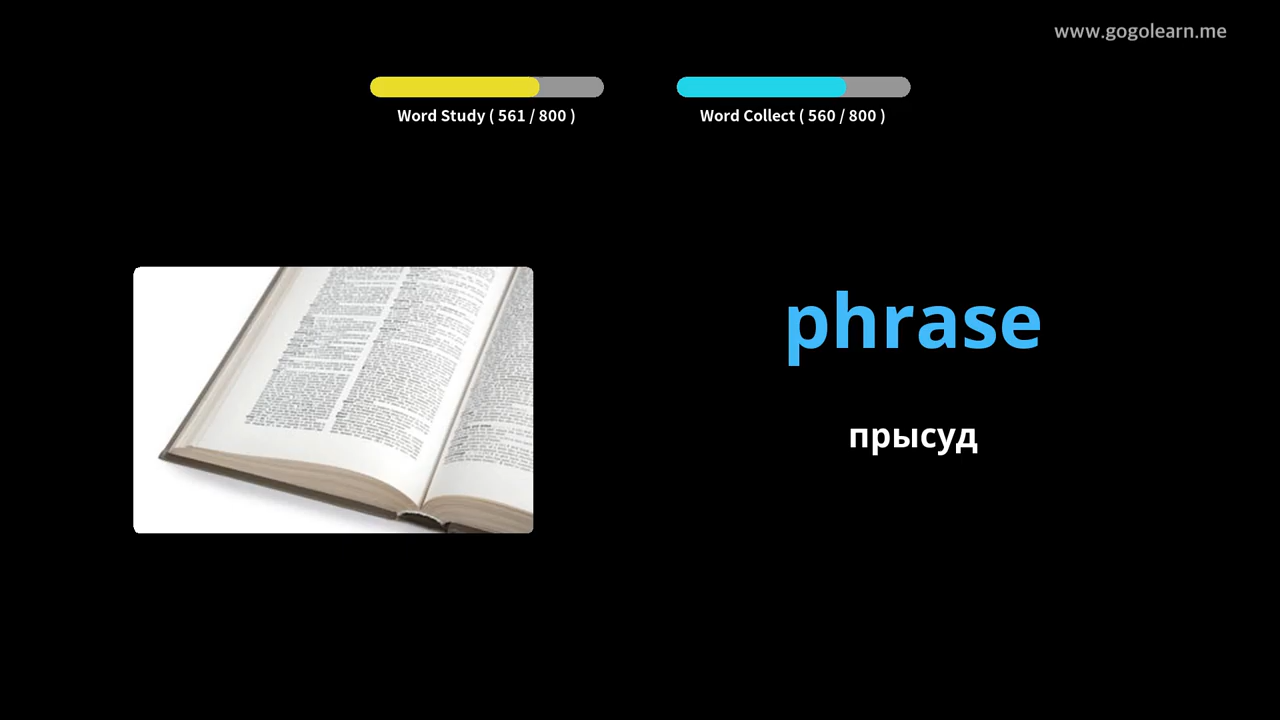 www.gogolearn.me
Word Study ( 561 / 800 )
Word Collect ( 560 / 800 )
phrase
прысуд